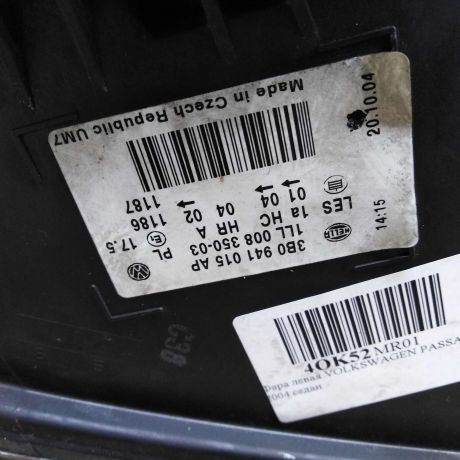 3B0 941 015 AP
1LL 008 350-03
1a HC HR A PL
LES
01 04 04 02 17.5
1186
1187
HELLA
14:15
20.10.04
Made in Czech Republic UM7
4OK52MR01
Фара левая VOLKSWAGEN PASSA
2004 седан